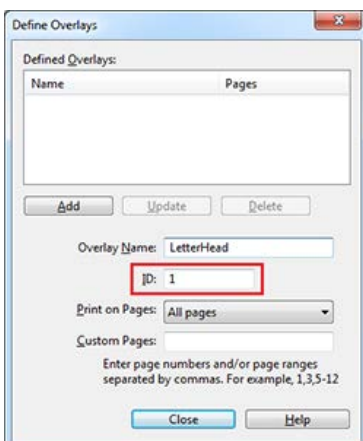 Define Overlays
Defined Overlays:
Name Pages
Add Update Delete
Overlay Name: LetterHead
ID: 1
Print on Pages: All pages
Custom Pages:
Enter page numbers and/or page ranges
separated by commas. For example, 1,3,5-12
Close Help